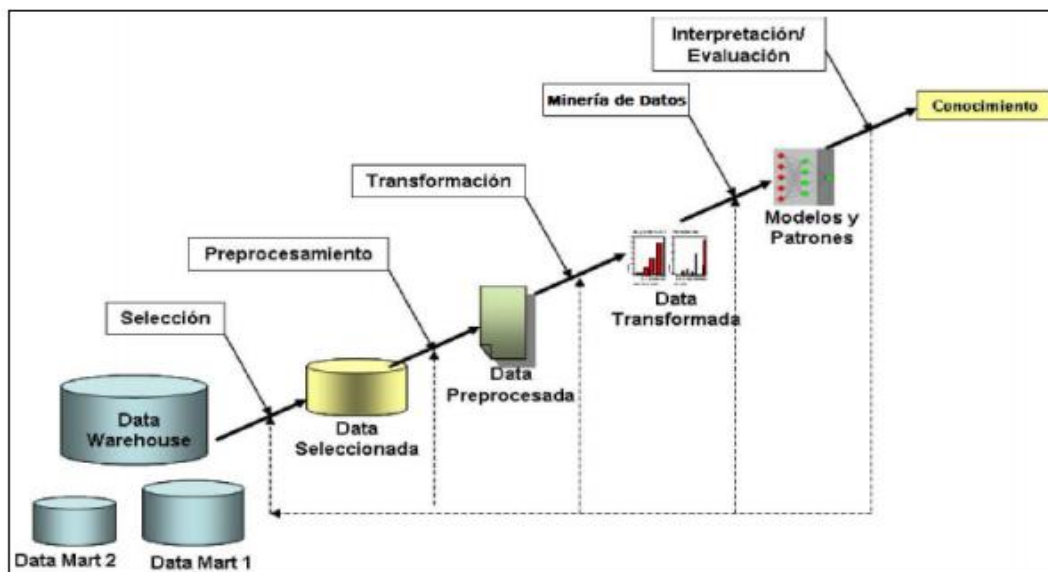 Interpretación/
Evaluación
Minería de Datos
Conocimiento
Transformación
Modelos y
Patrones
Preprocesamiento
Data
Transformada
Selección
Data
Preprocesada
Data
Warehouse
Data
Seleccionada
Data Mart 2
Data Mart 1